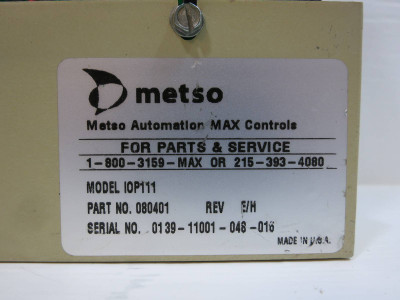 metso
Metso Automation MAX Controls
FOR PARTS & SERVICE
1-800-3159-MAX OR 215-393-4080
MODEL IOP111
PART NO. 080401 REV E/H
SERIAL NO. 0139-11001-048-016
MADE IN U.S.A.